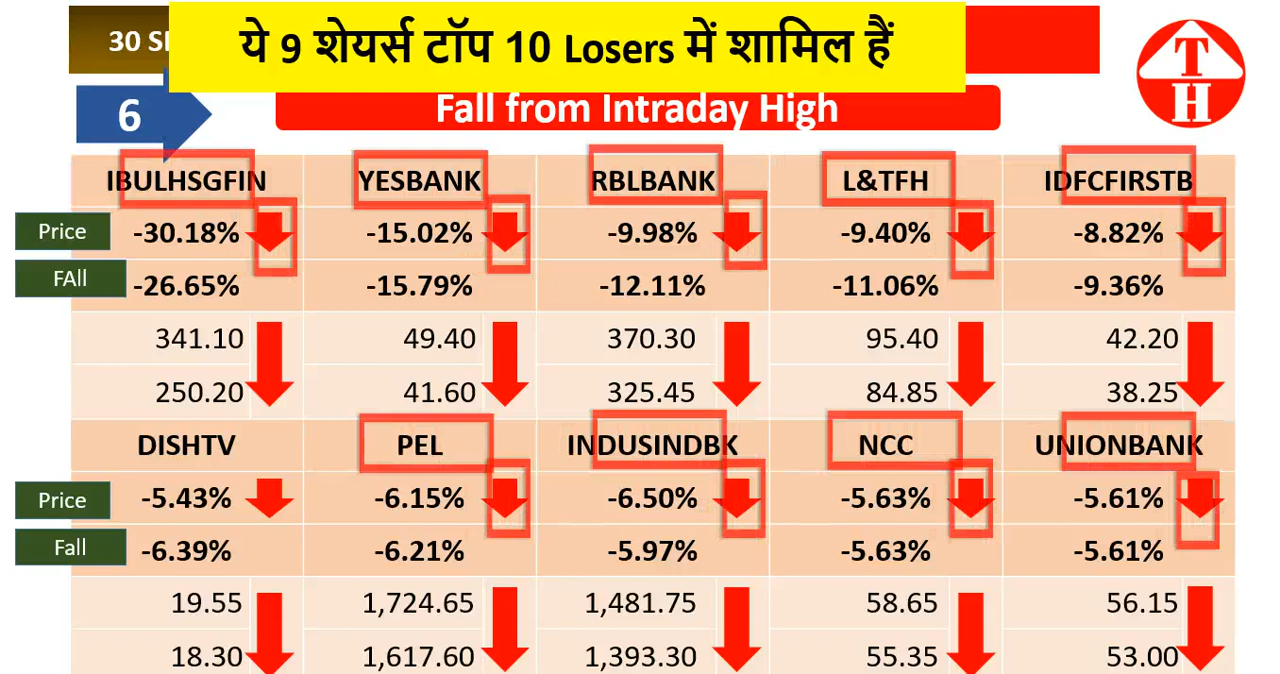 30 S
ये 9 शेयर्स टॉप 10 Losers में शामिल हैं
T
H
6
Fall from Intraday High
IBULHSGFIN YESBANK RBLBANK L&TFH IDFCFIRSTB
Price -30.18% -15.02% -9.98% -9.40% -8.82%
FAll -26.65% -15.79% -12.11% -11.06% -9.36%
341.10 49.40 370.30 95.40 42.20
250.20 41.60 325.45 84.85 38.25
DISHTV PEL INDUSINDBK NCC UNIONBANK
Price -5.43% -6.15% -6.50% -5.63% -5.61%
Fall -6.39% -6.21% -5.97% -5.63% -5.61%
19.55 1,724.65 1,481.75 58.65 56.15
18.30 1,617.60 1,393.30 55.35 53.00